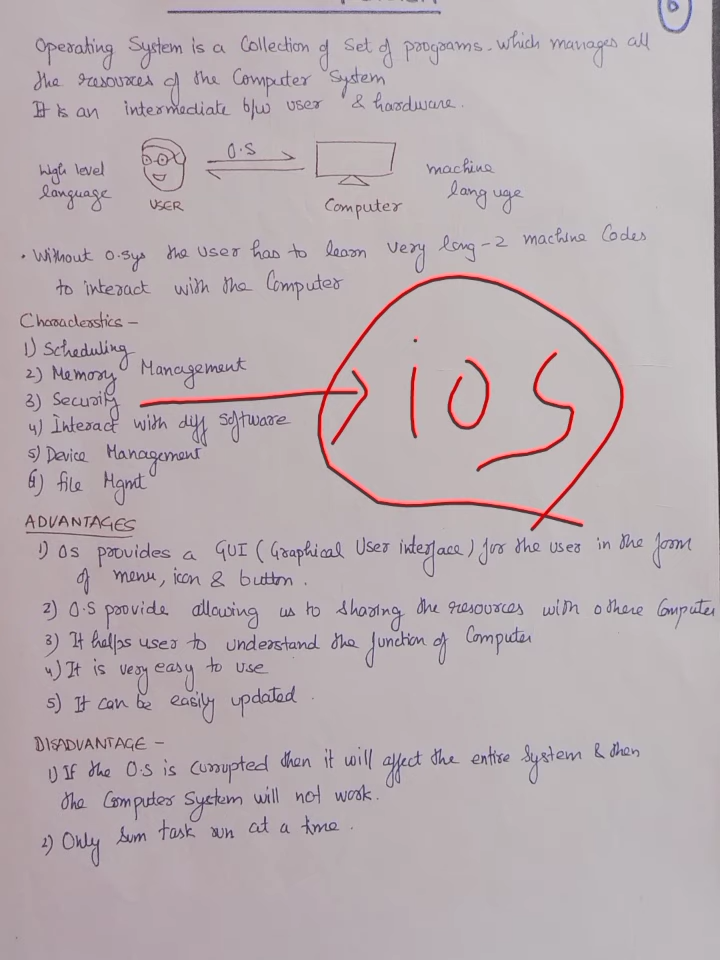 6
Operating System is a Collection of Set of programs. which manages all
the resources of the Computer System
It is an intermediate b/w user & hardware.
High level
language
USER
O.S
Computer
machine
languge
• Without o.sys the user has to learn very long-2 machine Codes
to interact with the Computer
Characterstics -
1) Scheduling
2) Memory Management
3) Security
iOS
4) Interact with diff software
5) Device Management
6) file Mgmt
ADVANTAGES
1) Os provides a GUI (Graphical User interface) for the user in the form
of menu, icon & button.
2) O.S provide allowing us to sharing the resources with othere Computer
3) It helps user to understand the function of Computer
4) It is very easy to use
5) It can be easily updated.
DISADVANTAGE -
1) If the O.S is currupted then it will affect the entire System & then
the Computer System will not work.
2) Only Sum task run at a time.